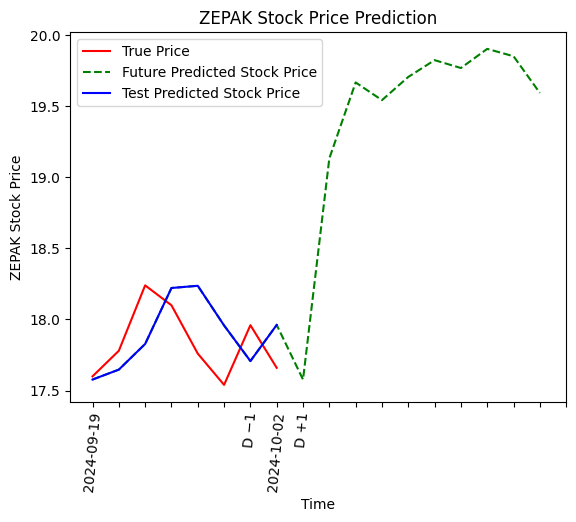 ZEPAK Stock Price Prediction
True Price
Future Predicted Stock Price
Test Predicted Stock Price
ZEPAK Stock Price
20.0
19.5
19.0
18.5
18.0
17.5
2024-09-19
D −1
2024-10-02
D +1
Time